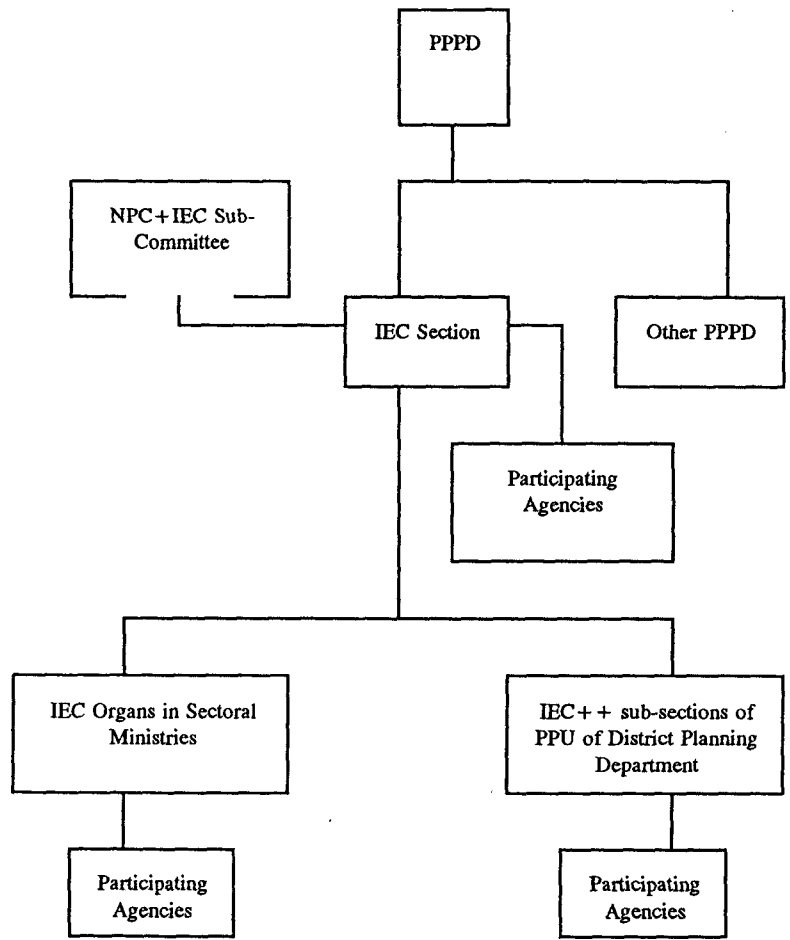 PPPD
NPC+IEC Sub-
Committee
IEC Section
Other PPPD
Participating
Agencies
IEC Organs in Sectoral
Ministries
IEC++ sub-sections of
PPU of District Planning
Department
Participating
Agencies
Participating
Agencies